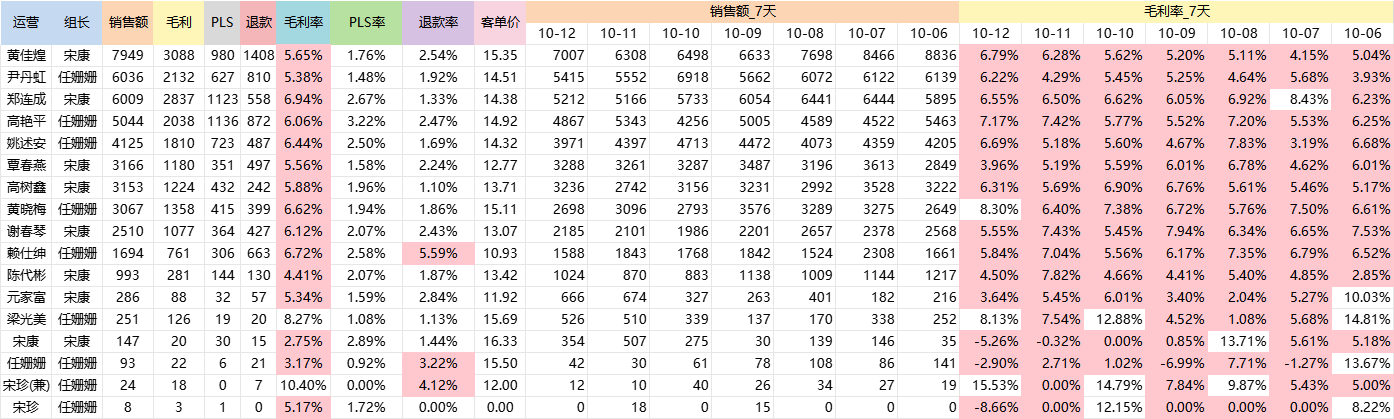 运营 组长 销售额 毛利 PLS 退款 毛利率 PLS率 退款率 客单价 销售额_7天 毛利率_7天
10-12 10-11 10-10 10-09 10-08 10-07 10-06 10-12 10-11 10-10 10-09 10-08 10-07 10-06
黄佳煌 宋康 7949 3088 980 1408 5.65% 1.76% 2.54% 15.35 7007 6308 6498 6633 7698 8466 8836 6.79% 6.28% 5.62% 5.20% 5.11% 4.15% 5.04%
尹丹虹 任姗姗 6036 2132 627 810 5.38% 1.48% 1.92% 14.51 5415 5552 6918 5662 6072 6122 6139 6.22% 4.29% 5.45% 5.25% 4.64% 5.68% 3.93%
郑连成 宋康 6009 2837 1123 558 6.94% 2.67% 1.33% 14.38 5212 5166 5733 6054 6441 6444 5895 6.55% 6.50% 6.62% 6.05% 6.92% 8.43% 6.23%
高艳平 任姗姗 5044 2038 1136 872 6.06% 3.22% 2.47% 14.92 4867 5343 4256 5005 4589 4522 5463 7.17% 7.42% 5.77% 5.52% 7.20% 5.53% 6.25%
姚述安 任姗姗 4125 1810 723 487 6.44% 2.50% 1.69% 14.32 3971 4397 4713 4472 4073 4359 4205 6.69% 5.18% 5.60% 4.67% 7.83% 3.19% 6.68%
覃春燕 宋康 3166 1180 351 497 5.56% 1.58% 2.24% 12.77 3288 3261 3287 3487 3196 3613 2849 3.96% 5.19% 5.59% 6.01% 6.78% 4.62% 6.01%
高树鑫 宋康 3153 1224 432 242 5.88% 1.96% 1.10% 13.71 3236 2742 3156 3231 2992 3528 3222 6.31% 5.69% 6.90% 6.76% 5.61% 5.46% 5.17%
黄晓梅 任姗姗 3067 1358 415 399 6.62% 1.94% 1.86% 15.11 2698 3096 2793 3576 3289 3275 2649 8.30% 6.40% 7.38% 6.72% 5.76% 7.50% 6.61%
谢春琴 宋康 2510 1077 364 427 6.12% 2.07% 2.43% 13.07 2185 2101 1986 2201 2657 2378 2568 5.55% 7.43% 5.45% 7.94% 6.34% 6.65% 7.53%
赖仕绅 任姗姗 1694 761 306 663 6.72% 2.58% 5.59% 10.93 1588 1843 1768 1842 1524 2308 1661 5.84% 7.04% 5.56% 6.17% 7.35% 6.79% 6.52%
陈代彬 宋康 993 281 144 130 4.41% 2.07% 1.87% 13.42 1024 870 883 1138 1009 1144 1217 4.50% 7.82% 4.66% 4.41% 5.40% 4.85% 2.85%
元家富 宋康 286 88 32 57 5.34% 1.59% 2.84% 11.92 666 674 327 263 401 182 216 3.64% 5.45% 6.01% 3.40% 2.04% 5.27% 10.03%
梁光美 任姗姗 251 126 19 20 8.27% 1.08% 1.13% 15.69 526 510 339 137 170 338 252 8.13% 7.54% 12.88% 4.52% 1.08% 5.68% 14.81%
宋康 宋康 147 20 30 15 2.75% 2.89% 1.44% 16.33 354 507 275 30 139 146 35 -5.26% -0.32% 0.00% 0.85% 13.71% 5.61% 5.18%
任姗姗 任姗姗 93 22 6 21 3.17% 0.92% 3.22% 15.50 42 30 61 78 108 86 141 -2.90% 2.71% 1.02% -6.99% 7.71% -1.27% 13.67%
宋珍(兼) 任姗姗 24 18 0 7 10.40% 0.00% 4.12% 12.00 12 10 40 26 34 27 19 15.53% 0.00% 14.79% 7.84% 9.87% 5.43% 5.00%
宋珍 任姗姗 8 3 1 0 5.17% 1.72% 0.00% 0.00 0 18 0 15 0 0 0 -8.66% 0.00% 12.15% 0.00% 0.00% 0.00% 8.22%